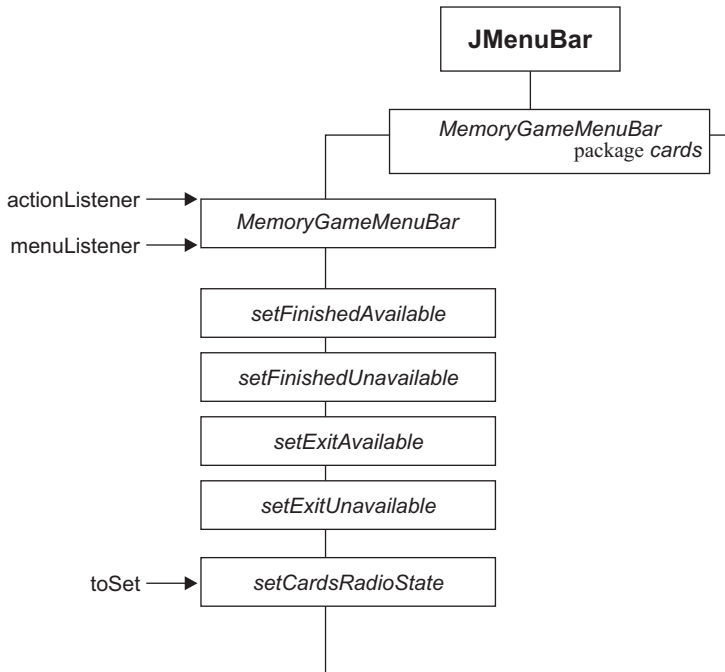 JMenuBar
MemoryGameMenuBar
package cards
actionListener
MemoryGameMenuBar
menuListener
setFinishedAvailable
setFinishedUnavailable
setExitAvailable
setExitUnavailable
toSet
setCardsRadioState